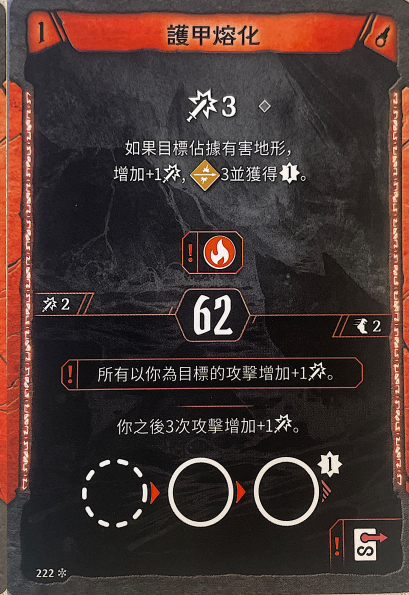 1 護甲熔化
3
如果目標佔據有害地形，
增加+1，3並獲得1。
!
2
62
2
! 所有以你為目標的攻擊增加+1。
你之後3次攻擊增加+1。
1
!
S
222